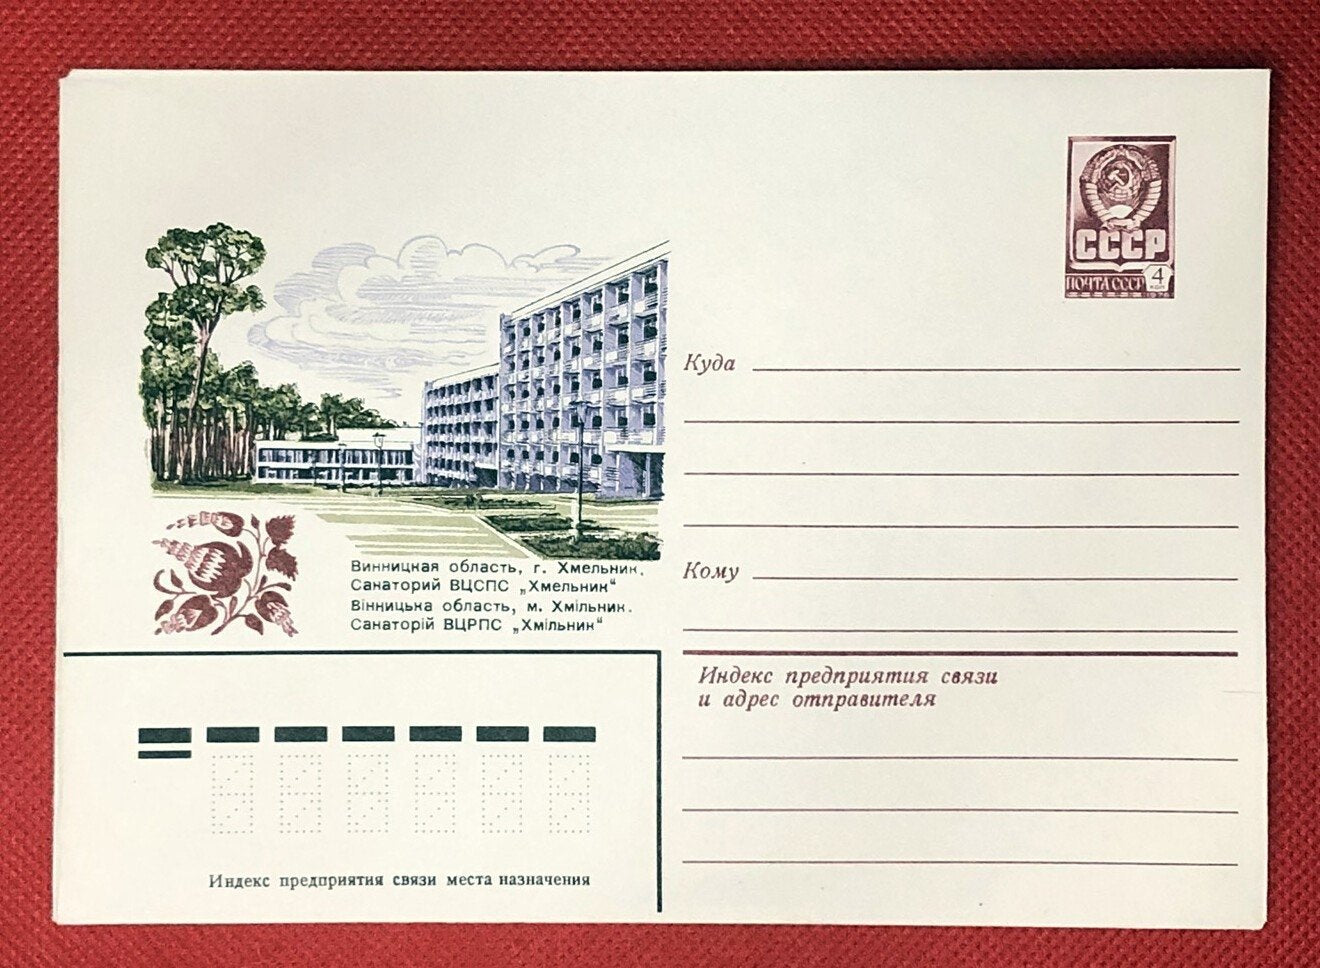 СССР
ПОЧТА СССР
4
коп
1976
Куда
Винницкая область, г. Хмельник.
Санаторий ВЦСПС „Хмельник“
Вінницька область, м. Хмільник.
Санаторій ВЦРПС „Хмільник“
Кому
Индекс предприятия связи
и адрес отправителя
Индекс предприятия связи места назначения